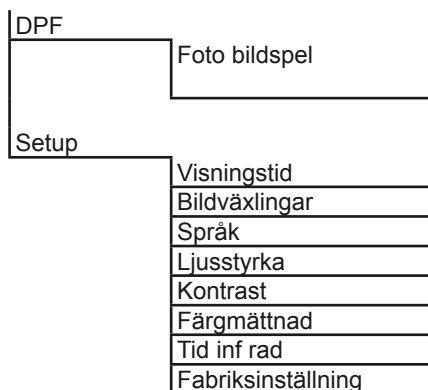 DPF
Foto bildspel
Setup
Visningstid
Bildväxlingar
Språk
Ljusstyrka
Kontrast
Färgmättnad
Tid inf rad
Fabriksinställning